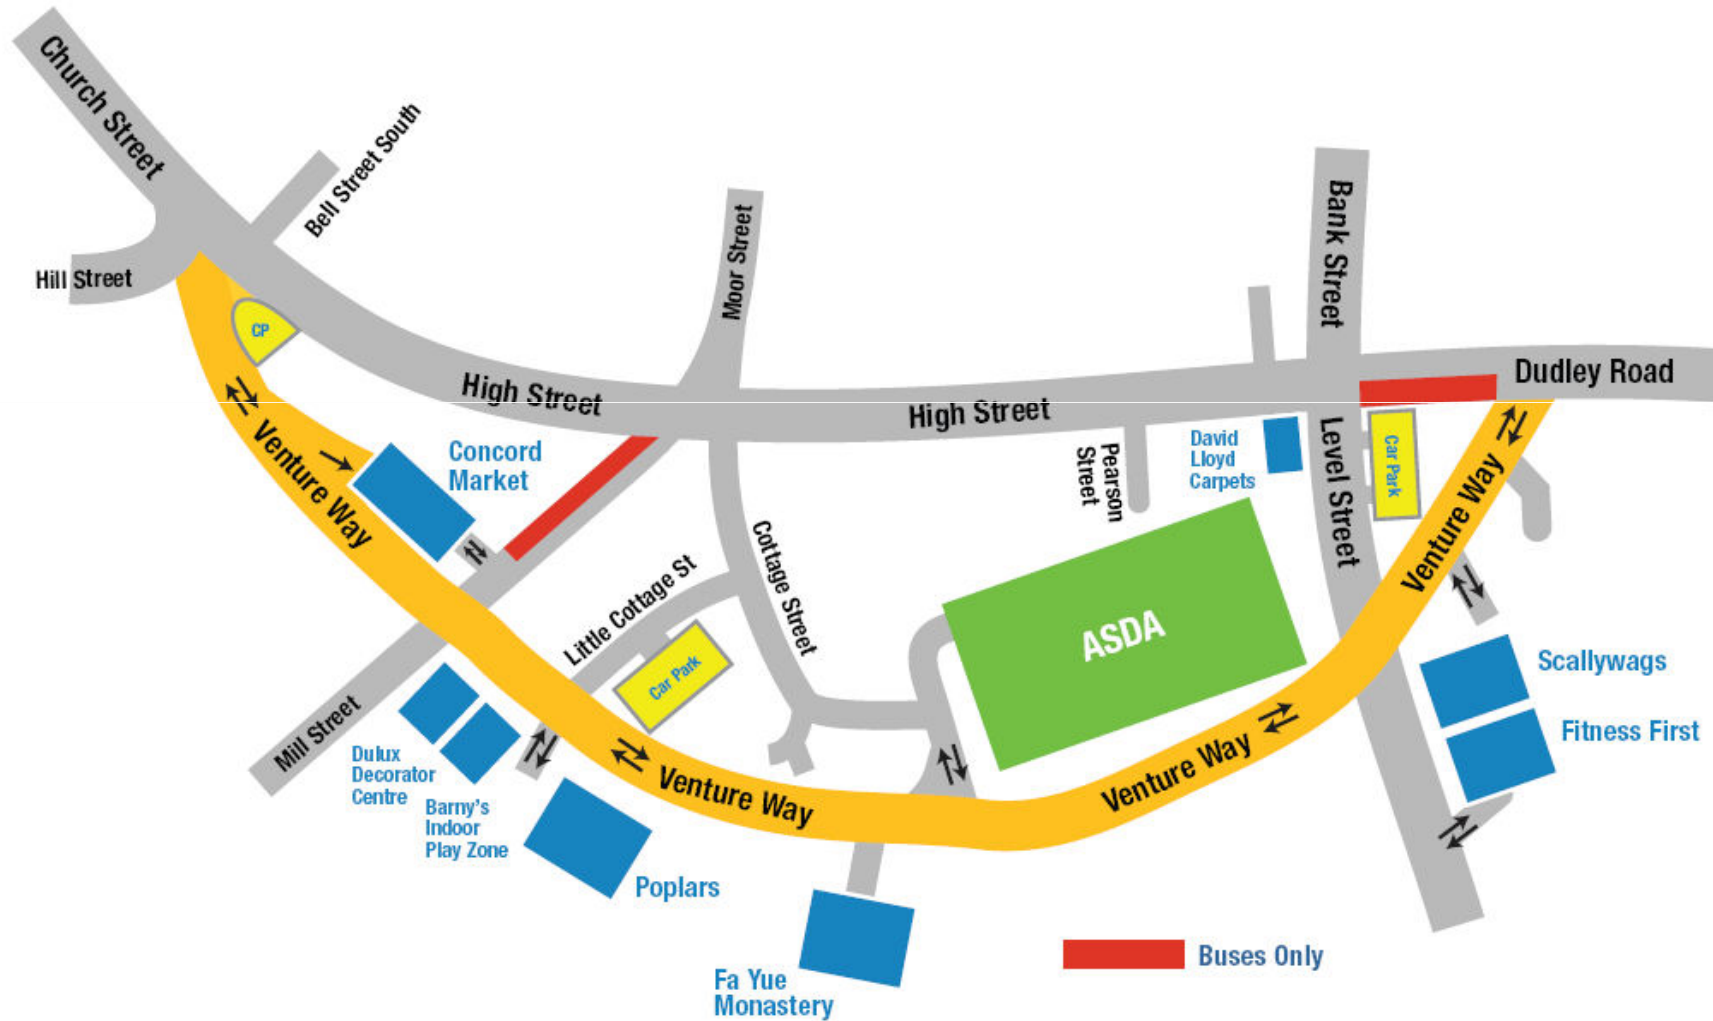 Church Street
Bell Street South
Hill Street
CP
Moor Street
Bank Street
High Street
High Street
Dudley Road
Venture Way
Concord
Market
Pearson
Street
David
Lloyd
Carpets
Level Street
Car Park
Venture Way
Cottage Street
Little Cottage St
Car Park
ASDA
Scallywags
Fitness First
Mill Street
Dulux
Decorator
Centre
Barny's
Indoor
Play Zone
Venture Way
Venture Way
Poplars
Fa Yue
Monastery
Buses Only